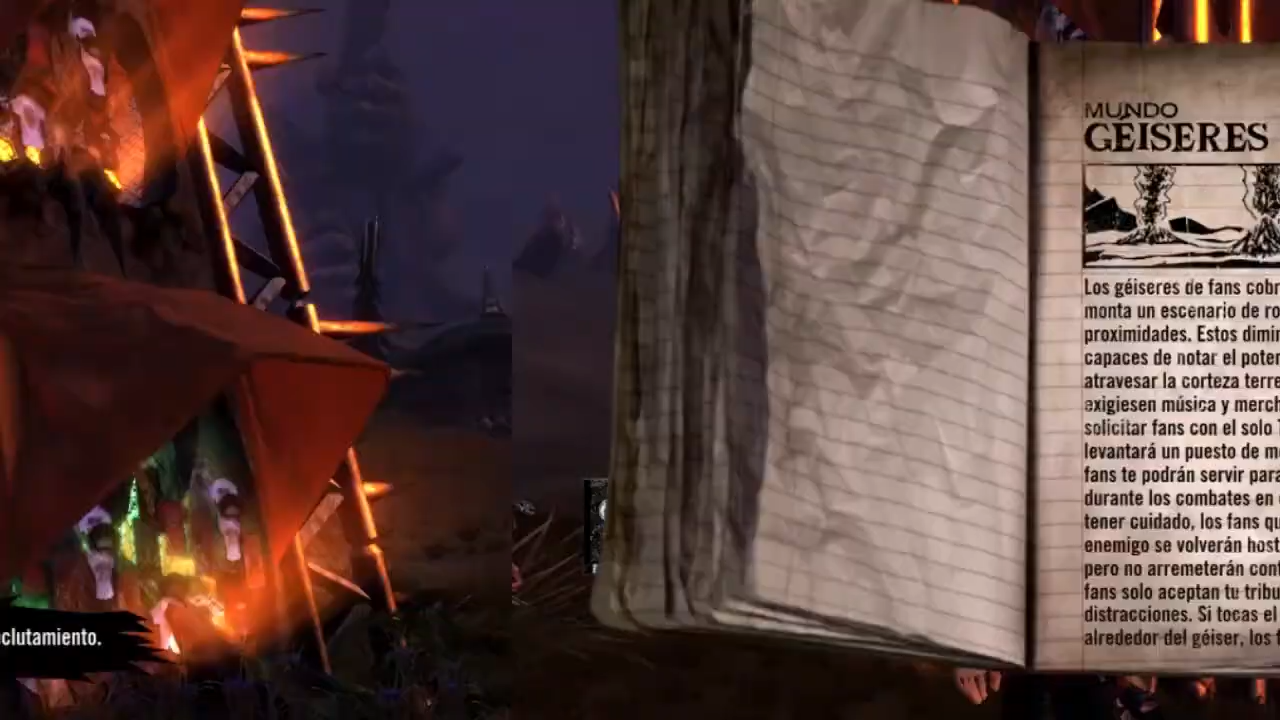 clutamiento.
MUNDO
GÉISERES
Los géiseres de fans cobr
monta un escenario de ro
proximidades. Estos dimin
capaces de notar el poten
atravesar la corteza terre
exigiesen música y merch
solicitar fans con el solo
levantará un puesto de m
fans te podrán servir para
durante los combates en
tener cuidado, los fans qu
enemigo se volverán host
pero no arremeterán cont
fans solo aceptan tu tribu
distracciones. Si tocas el
alrededor del géiser, los f